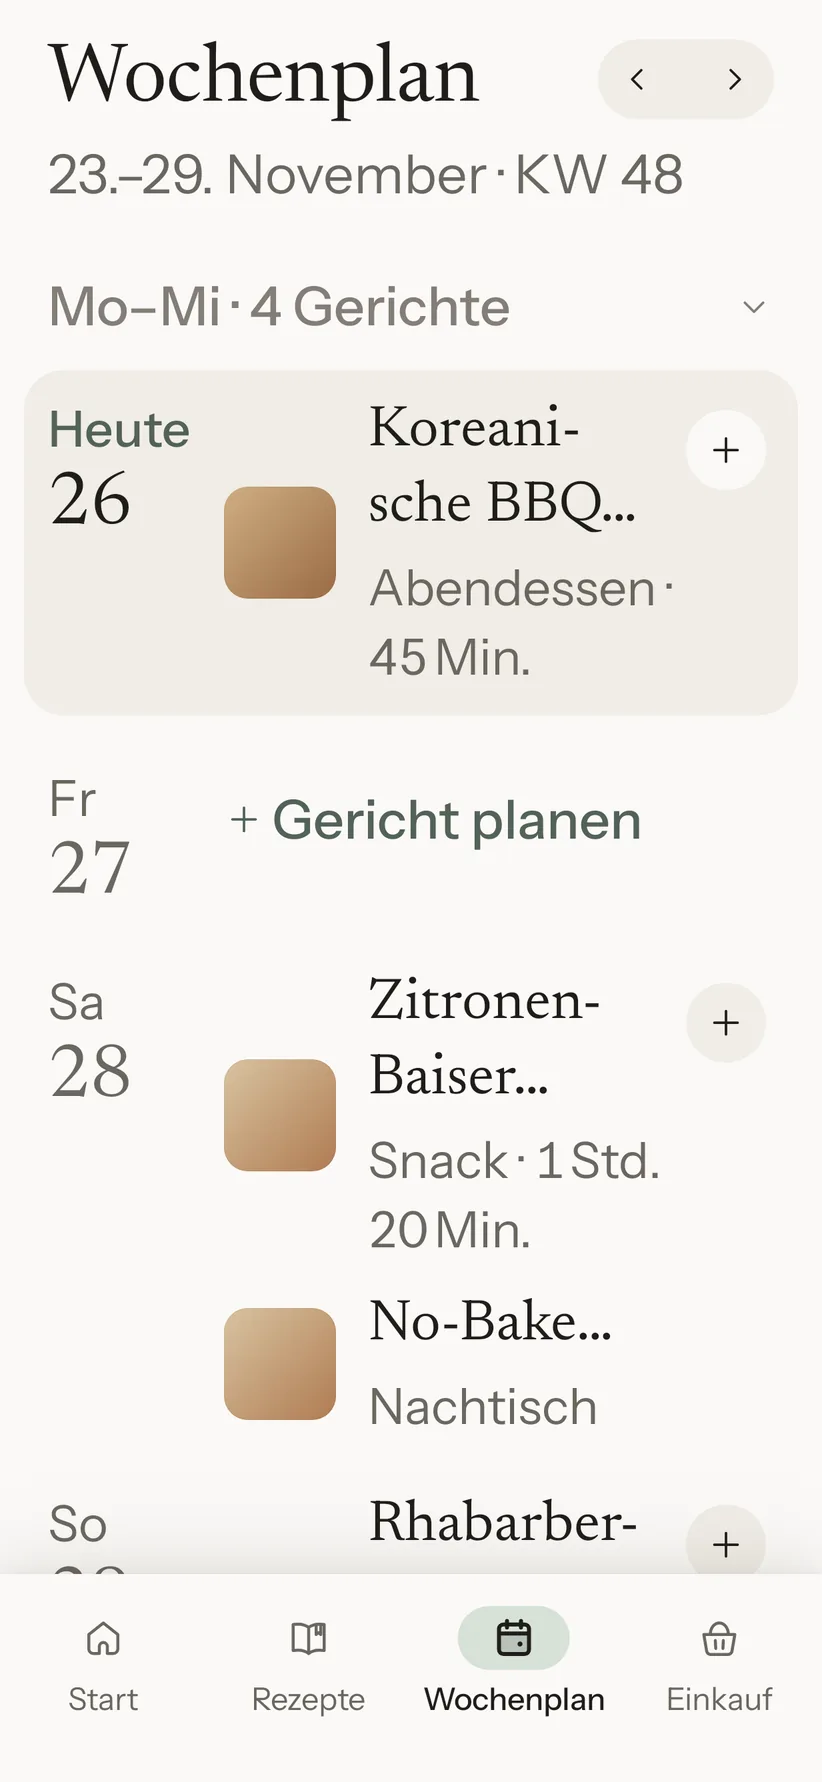 Wochenplan
23.–29. November · KW 48
Mo–Mi · 4 Gerichte
Heute
26
Koreani-
sche BBQ...
Abendessen ·
45 Min.
Fr
27
+ Gericht planen
Sa
28
Zitronen-
Baiser...
Snack · 1 Std.
20 Min.
No-Bake...
Nachtisch
So
Rhabarber-
Start
Rezepte
Wochenplan
Einkauf